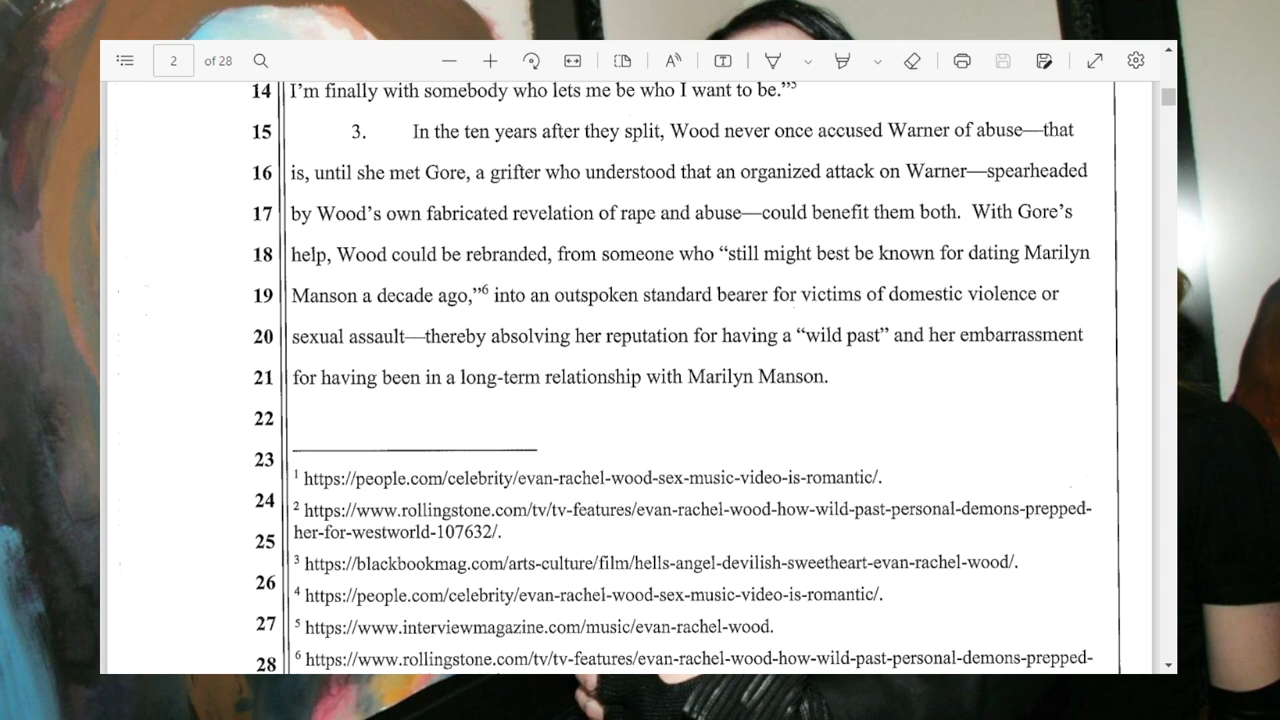 2 of 28
14 I'm finally with somebody who lets me be who I want to be.”5
15 3. In the ten years after they split, Wood never once accused Warner of abuse—that
16 is, until she met Gore, a grifter who understood that an organized attack on Warner—spearheaded
17 by Wood's own fabricated revelation of rape and abuse—could benefit them both. With Gore's
18 help, Wood could be rebranded, from someone who “still might best be known for dating Marilyn
19 Manson a decade ago,”6 into an outspoken standard bearer for victims of domestic violence or
20 sexual assault—thereby absolving her reputation for having a “wild past” and her embarrassment
21 for having been in a long-term relationship with Marilyn Manson.
22
23
1 https://people.com/celebrity/evan-rachel-wood-sex-music-video-is-romantic/.
24
2 https://www.rollingstone.com/tv/tv-features/evan-rachel-wood-how-wild-past-personal-demons-prepped-
her-for-westworld-107632/.
25
3 https://blackbookmag.com/arts-culture/film/hells-angel-devilish-sweetheart-evan-rachel-wood/.
26
4 https://people.com/celebrity/evan-rachel-wood-sex-music-video-is-romantic/.
27 5 https://www.interviewmagazine.com/music/evan-rachel-wood.
28 6 https://www.rollingstone.com/tv/tv-features/evan-rachel-wood-how-wild-past-personal-demons-prepped-